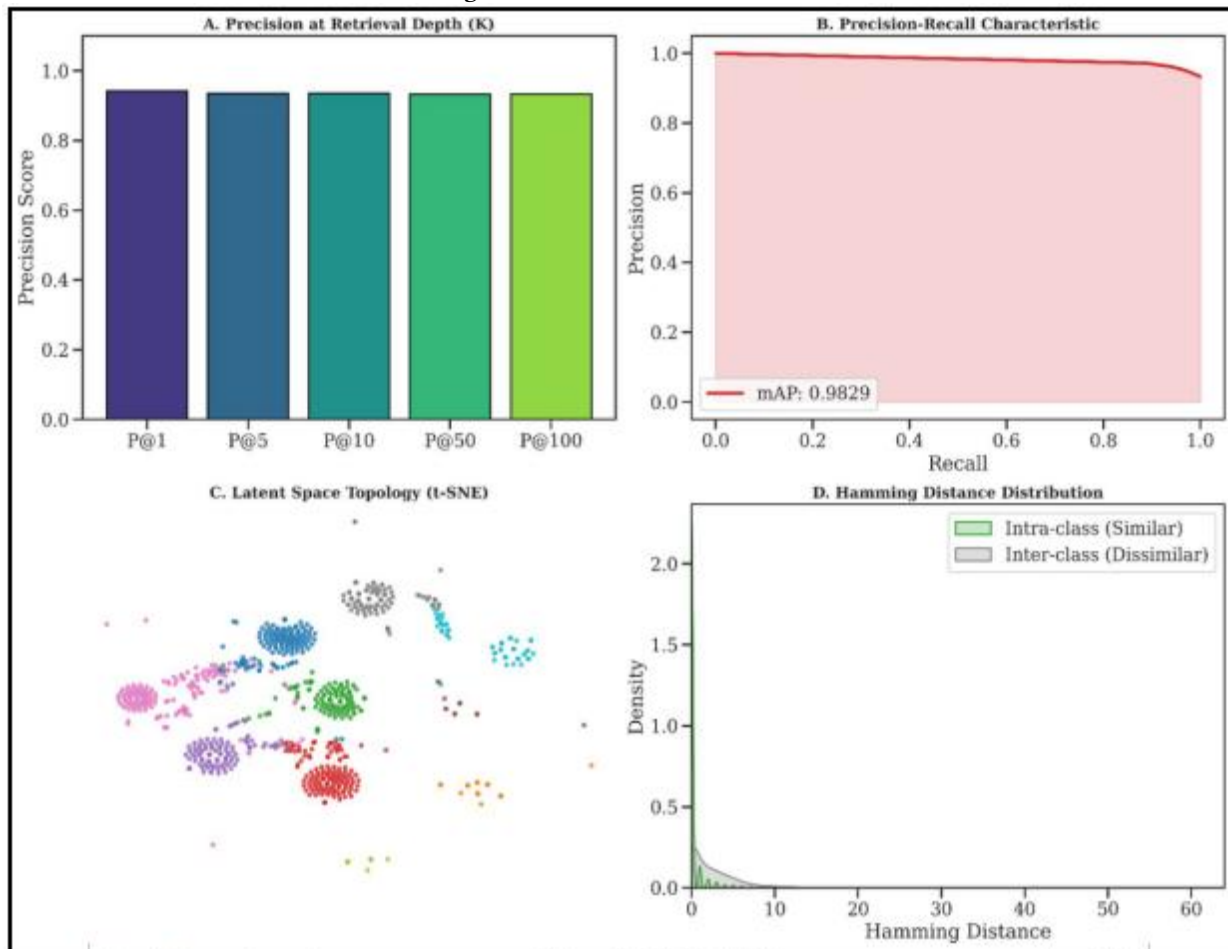 A. Precision at Retrieval Depth (K)
1.0
0.8
0.6
0.4
0.2
0.0
Precision Score
P@1 P@5 P@10 P@50 P@100
B. Precision-Recall Characteristic
1.0
0.8
0.6
0.4
0.2
0.0
Precision
mAP: 0.9829
0.0 0.2 0.4 0.6 0.8 1.0
Recall
C. Latent Space Topology (t-SNE)
D. Hamming Distance Distribution
Intra-class (Similar)
Inter-class (Dissimilar)
2.0
1.5
1.0
0.5
0.0
Density
0 10 20 30 40 50 60
Hamming Distance